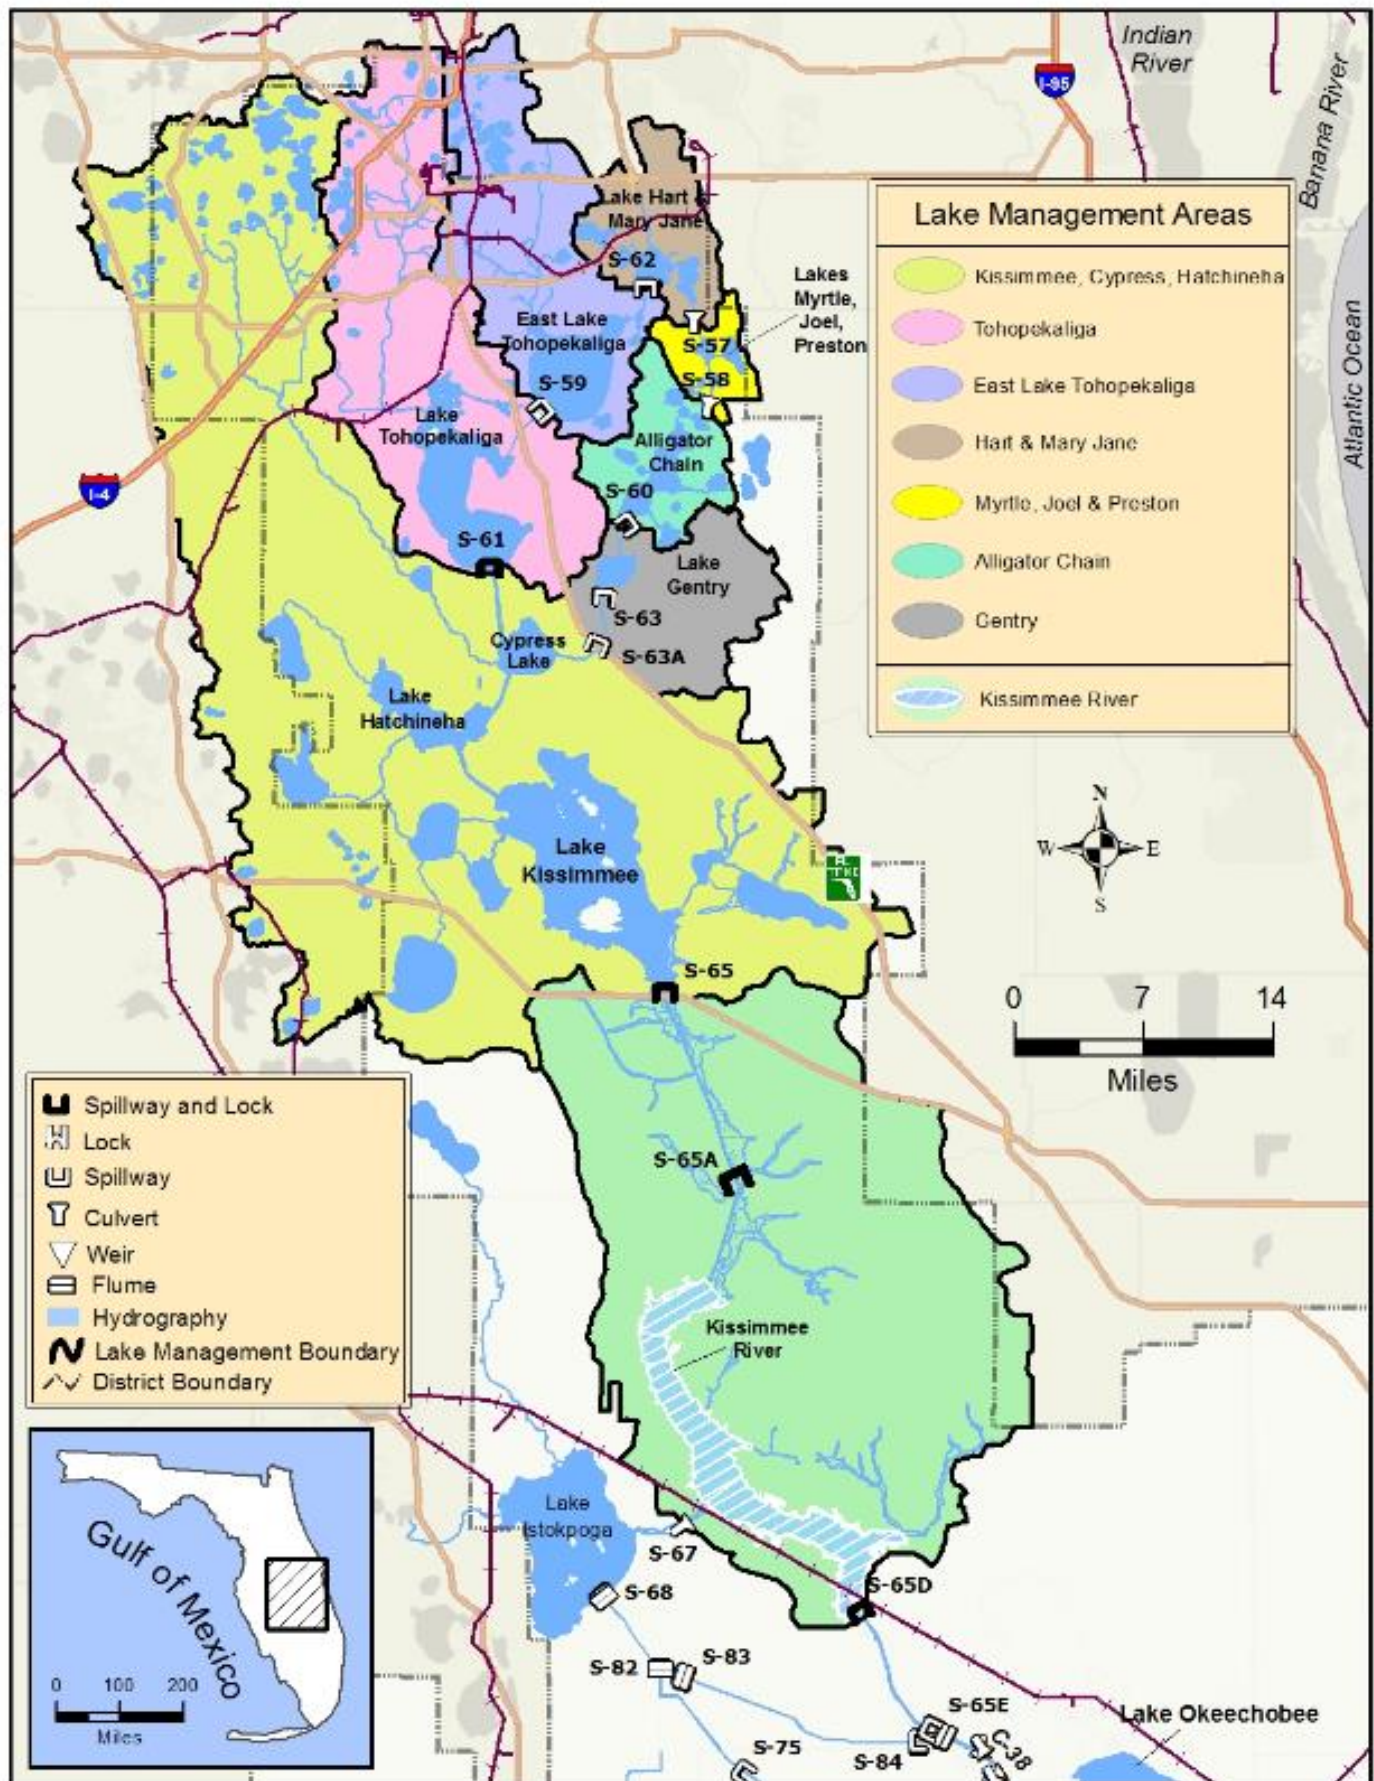 Indian
River
I-95
Banana River
Lake Management Areas
Kissimmee, Cypress, Hatchineha
Tohopekaliga
East Lake Tohopekaliga
Hart & Mary Jane
Myrtle, Joel & Preston
Alligator Chain
Gentry
Kissimmee River
Atlantic Ocean
Lake Hart
Mary Jane
S-62
Lakes
Myrtle,
Joel,
Preston
East Lake
Tohopekaliga
S-57
S-58
S-59
Lake
Tohopekaliga
Alligator
Chain
S-60
I-4
S-61
Lake
Gentry
S-63
Cypress
Lake
S-63A
Lake
Hatchineha
Lake
Kissimmee
N
W
E
S
S-65
0 7 14
Miles
Spillway and Lock
Lock
Spillway
Culvert
Weir
Flume
Hydrography
Lake Management Boundary
District Boundary
S-65A
Kissimmee
River
Lake
Istokpoga
S-67
S-68
S-65D
S-82
S-83
S-65E
S-84
C-38
S-75
Lake Okeechobee
Gulf of Mexico
0 100 200
Miles